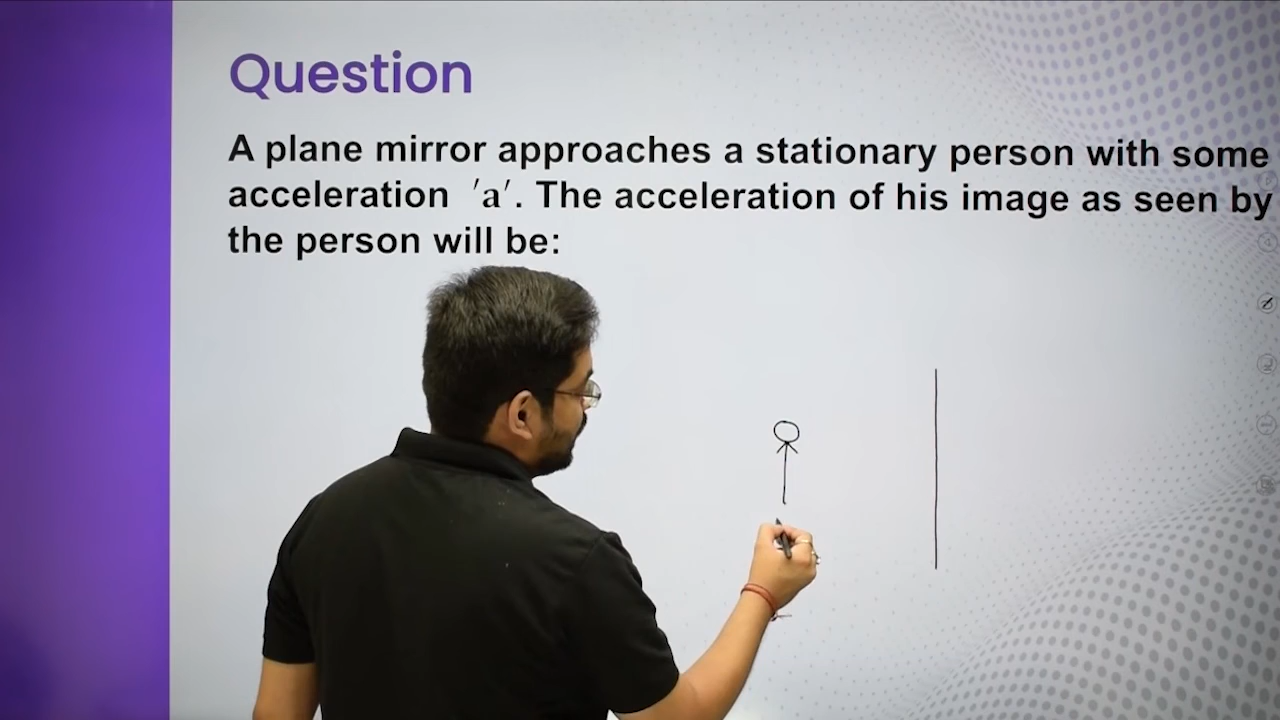 Question
A plane mirror approaches a stationary person with some
acceleration 'a'. The acceleration of his image as seen by
the person will be: